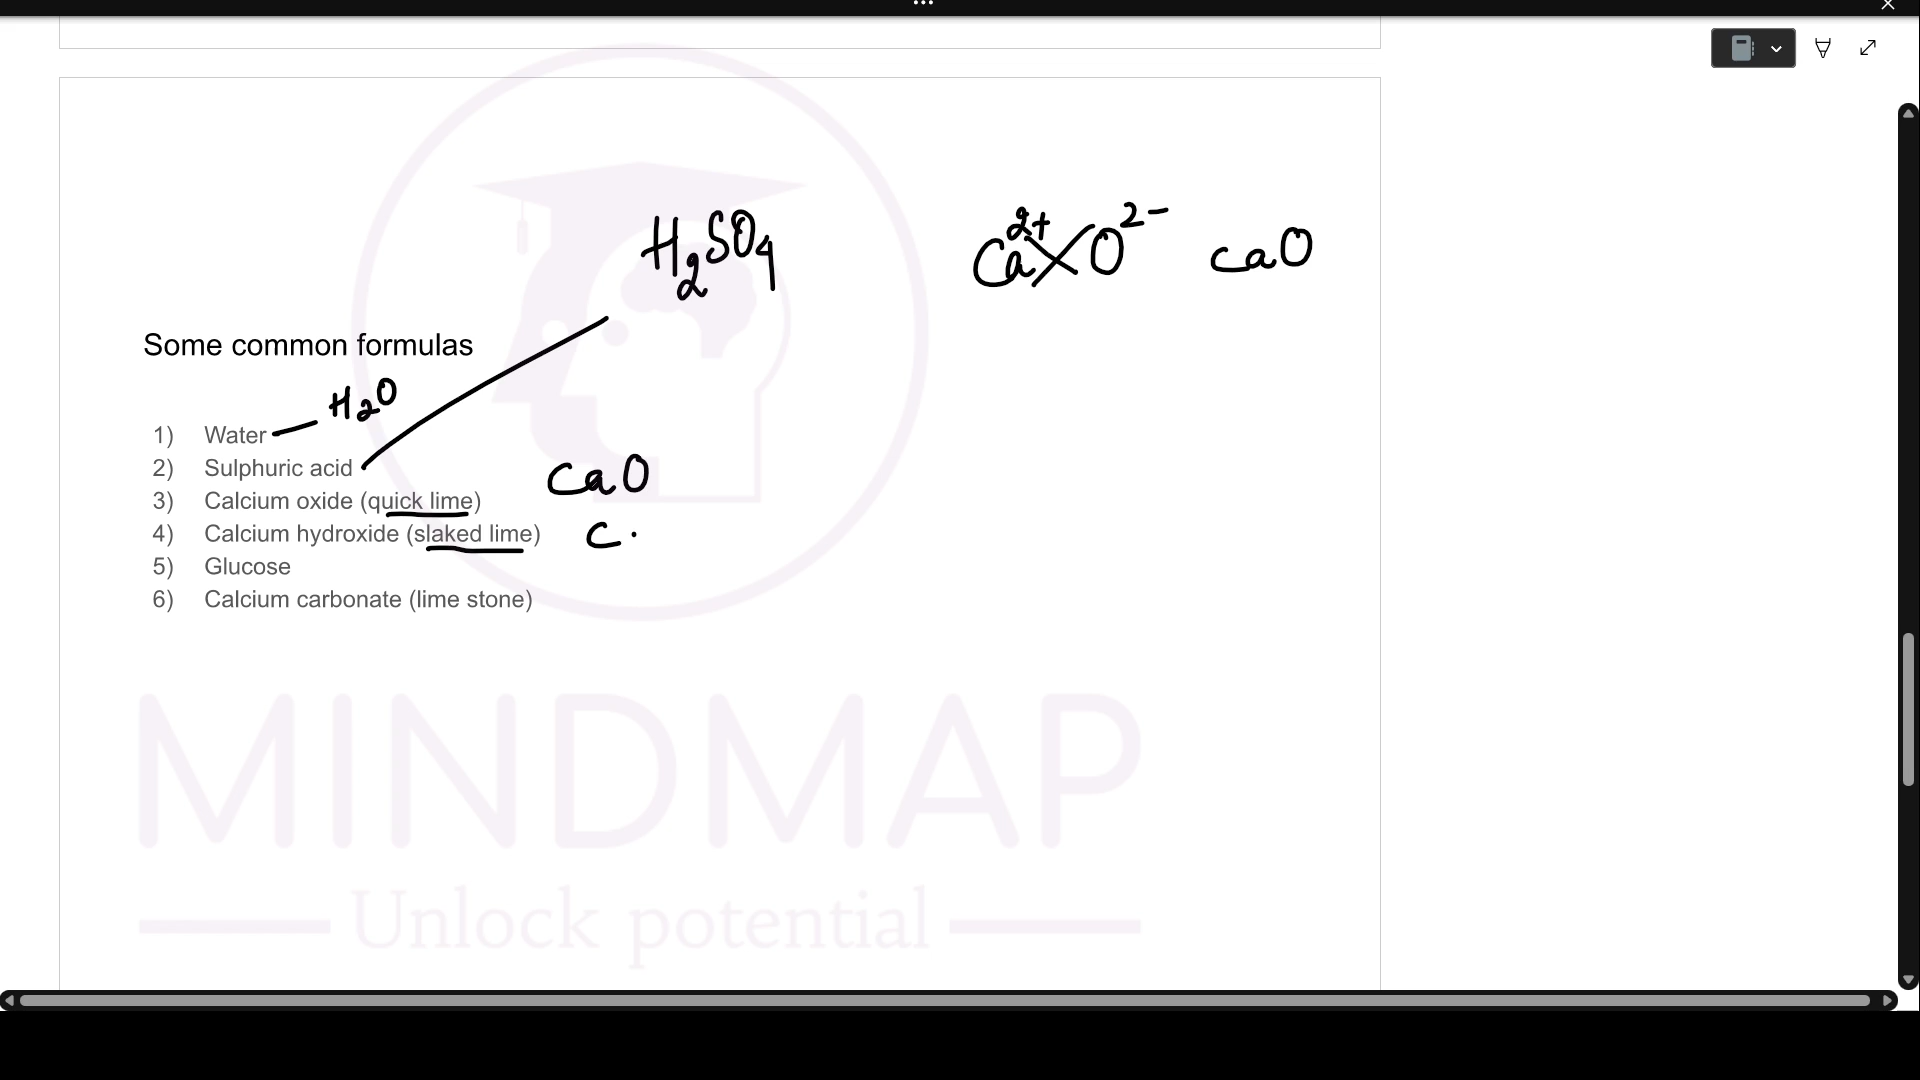 H2SO4
Ca2+ O2- CaO
Some common formulas
H2O
1) Water
2) Sulphuric acid
CaO
3) Calcium oxide (quick lime)
4) Calcium hydroxide (slaked lime) C
5) Glucose
6) Calcium carbonate (lime stone)
MINDMAP
Unlock potential